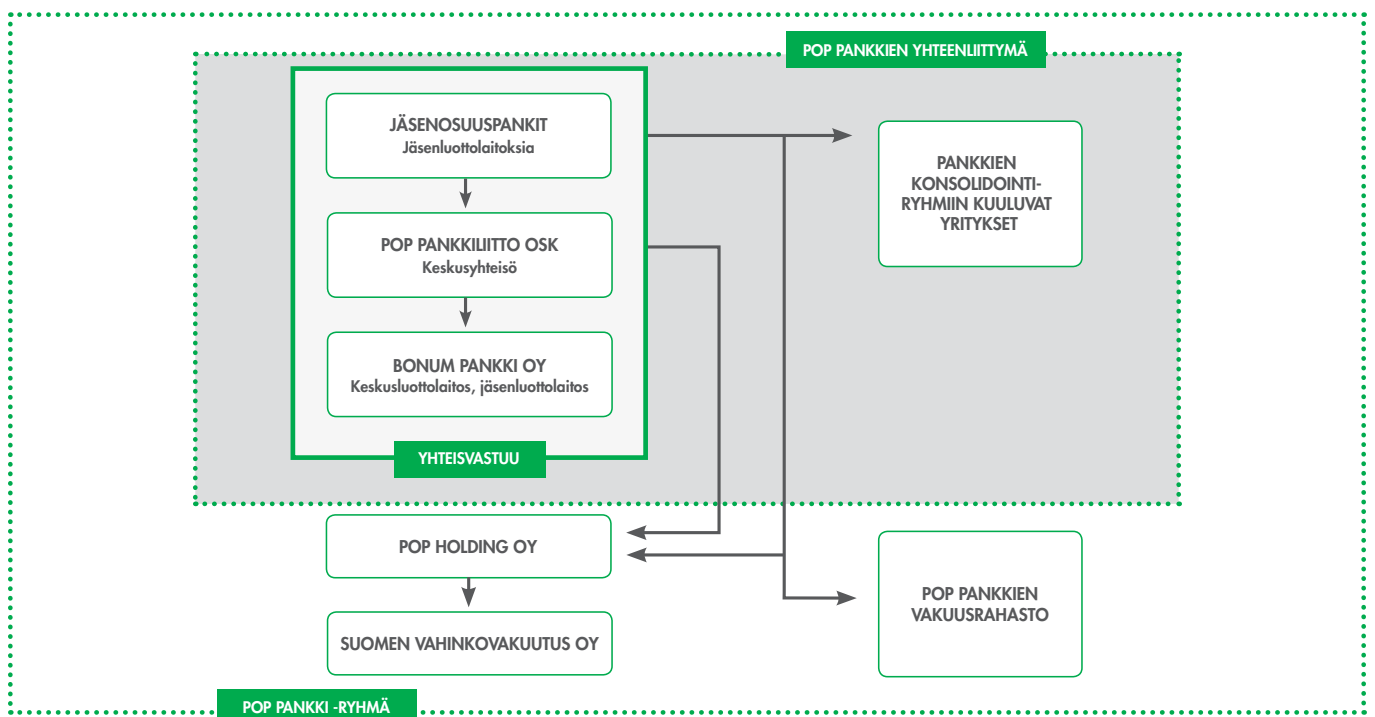 POP PANKKIEN YHTEENLIITTYMÄ
JÄSENOSUUSPANKIT
Jäsenluottolaitoksia
POP PANKKILIITTO OSK
Keskusyhteisö
BONUM PANKKI OY
Keskusluottolaitos, jäsenluottolaitos
YHTEISVASTUU
PANKKIEN
KONSOLIDOINTI-
RYHMIIN KUULUVAT
YRITYKSET
POP HOLDING OY
SUOMEN VAHINKOVAKUUTUS OY
POP PANKKIEN
VAKUUSRAHASTO
POP PANKKI -RYHMÄ